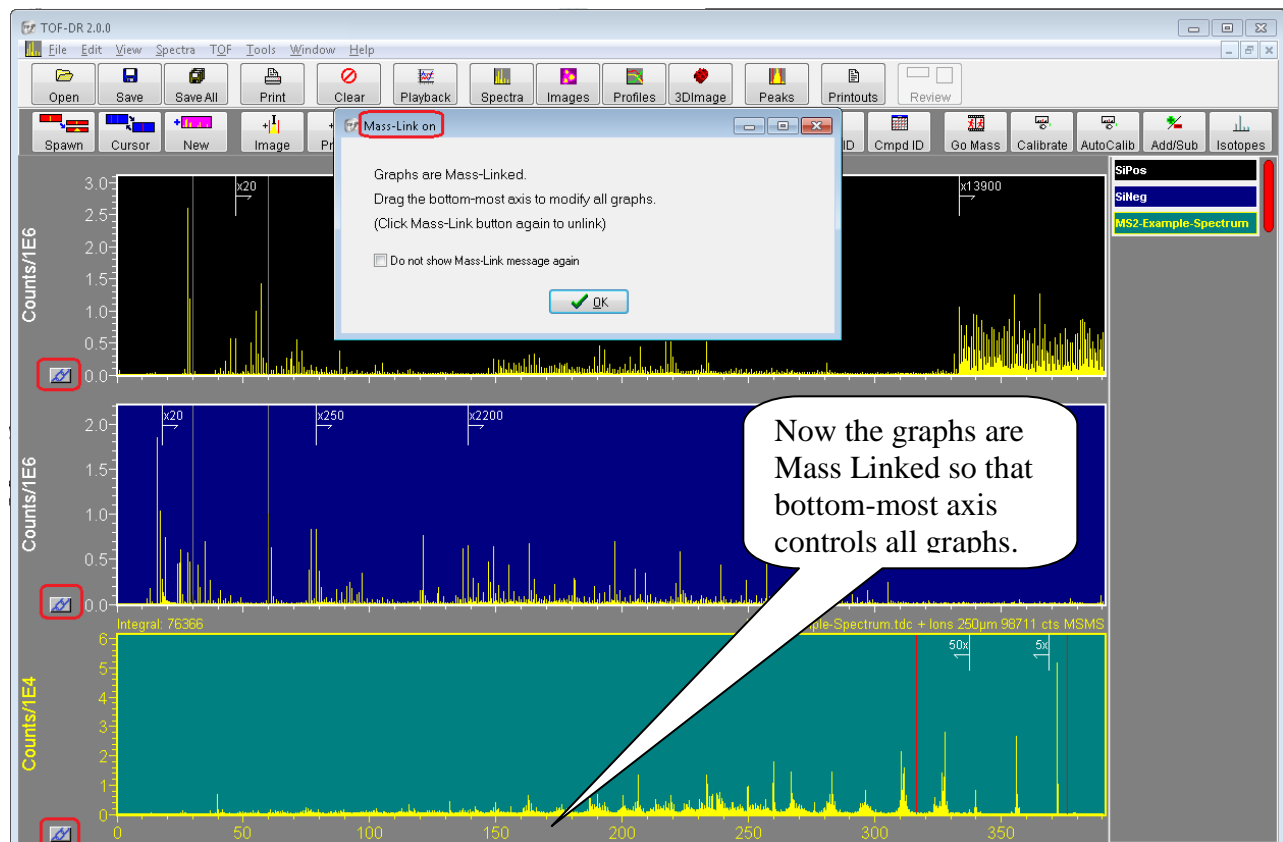 TOF-DR 2.0.0
File Edit View Spectra TOF Tools Window Help
Open Save Save All Print Clear Playback Spectra Images Profiles 3DImage Peaks Printouts Review
Spawn Cursor New Image Cmpd ID Go Mass Calibrate AutoCalib Add/Sub Isotopes
Mass-Link on
Graphs are Mass-Linked.
Drag the bottom-most axis to modify all graphs.
(Click Mass-Link button again to unlink)
Do not show Mass-Link message again
OK
SiPos
SiNeg
MS2-Example-Spectrum
Counts/1E6
3.0
2.5
2.0
1.5
1.0
0.5
0.0
x20
x13900
Counts/1E6
2.0
1.5
1.0
0.5
0.0
x20
x250
x2200
Now the graphs are
Mass Linked so that
bottom-most axis
controls all graphs.
Integral: 76366
ple-Spectrum.tdc + Ions 250µm 98711 cts MSMS
Counts/1E4
6
5
4
3
2
1
0
50x
5x
0 50 100 150 200 250 300 350